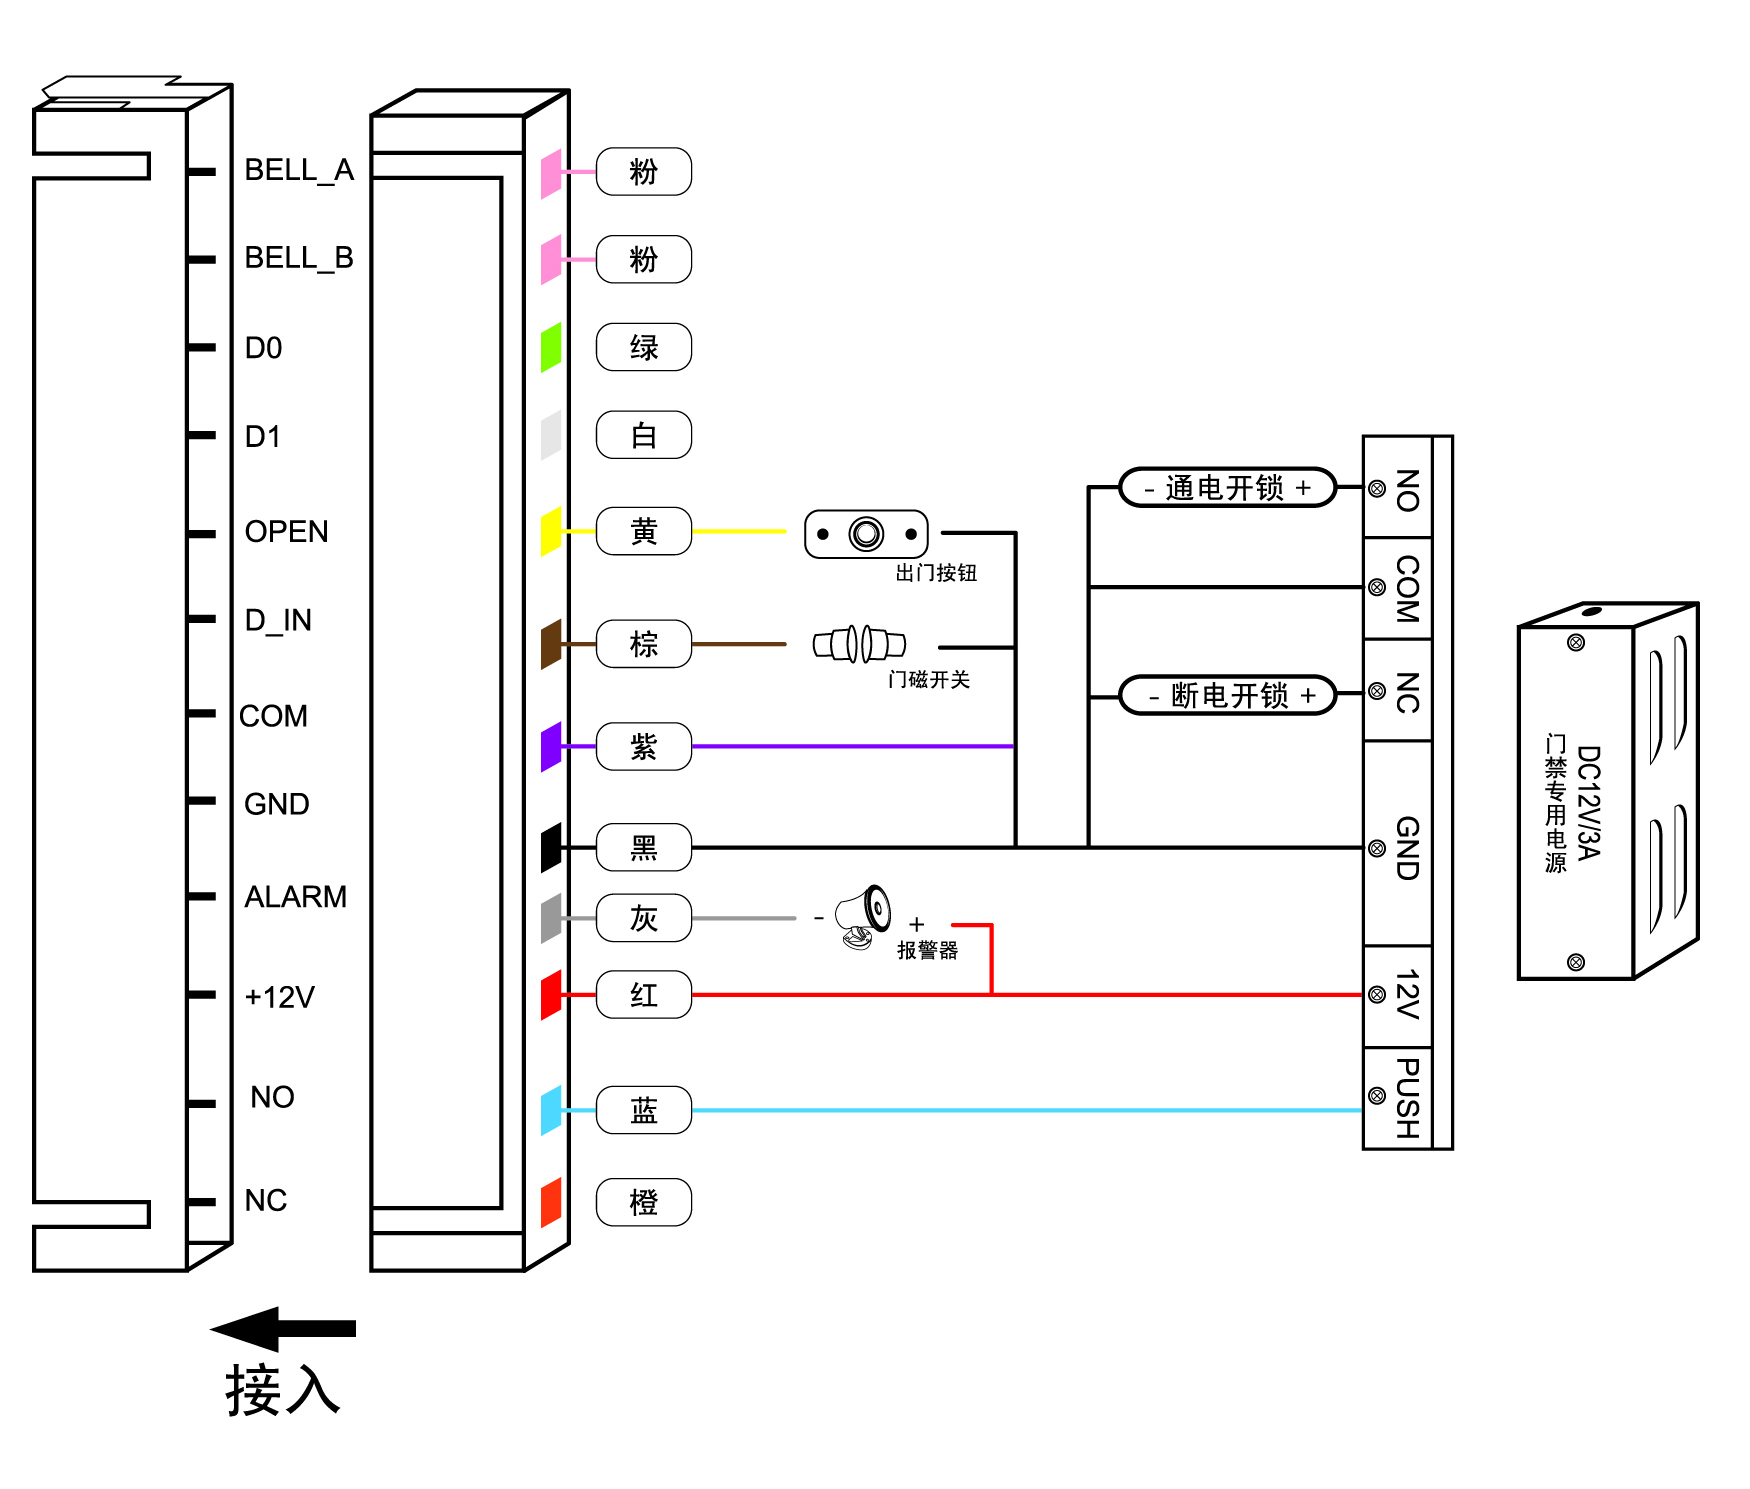 BELL_A
粉
BELL_B
粉
D0
绿
D1
白
OPEN
黄
出门按钮
D_IN
棕
门磁开关
COM
紫
GND
黑
ALARM
灰
- +
报警器
+12V
红
NO
蓝
NC
橙
- 通电开锁 +
- 断电开锁 +
NO
COM
NC
GND
12V
PUSH
DC12V/3A
门禁专用电源
接入